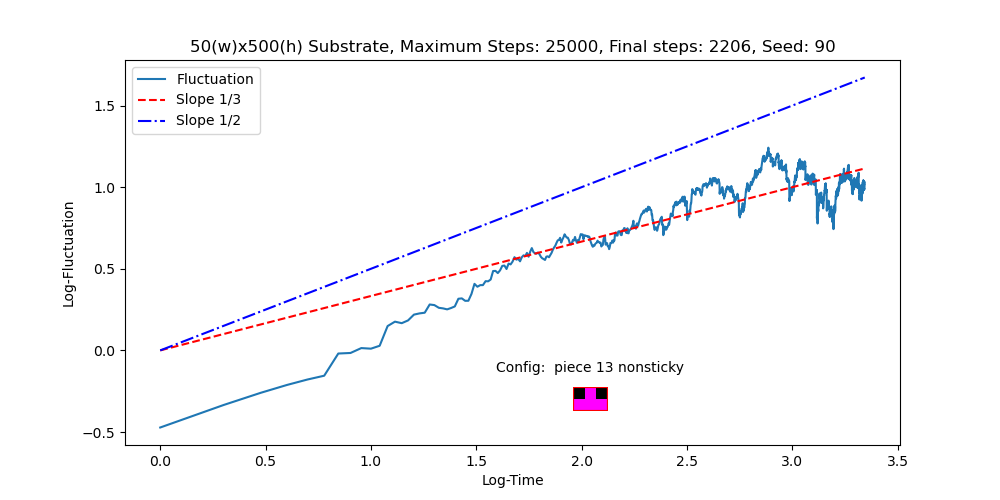 50(w)x500(h) Substrate, Maximum Steps: 25000, Final steps: 2206, Seed: 90
Fluctuation
Slope 1/3
Slope 1/2
1.5
1.0
0.5
0.0
−0.5
Log-Fluctuation
Config:  piece 13 nonsticky
0.0 0.5 1.0 1.5 2.0 2.5 3.0 3.5
Log-Time